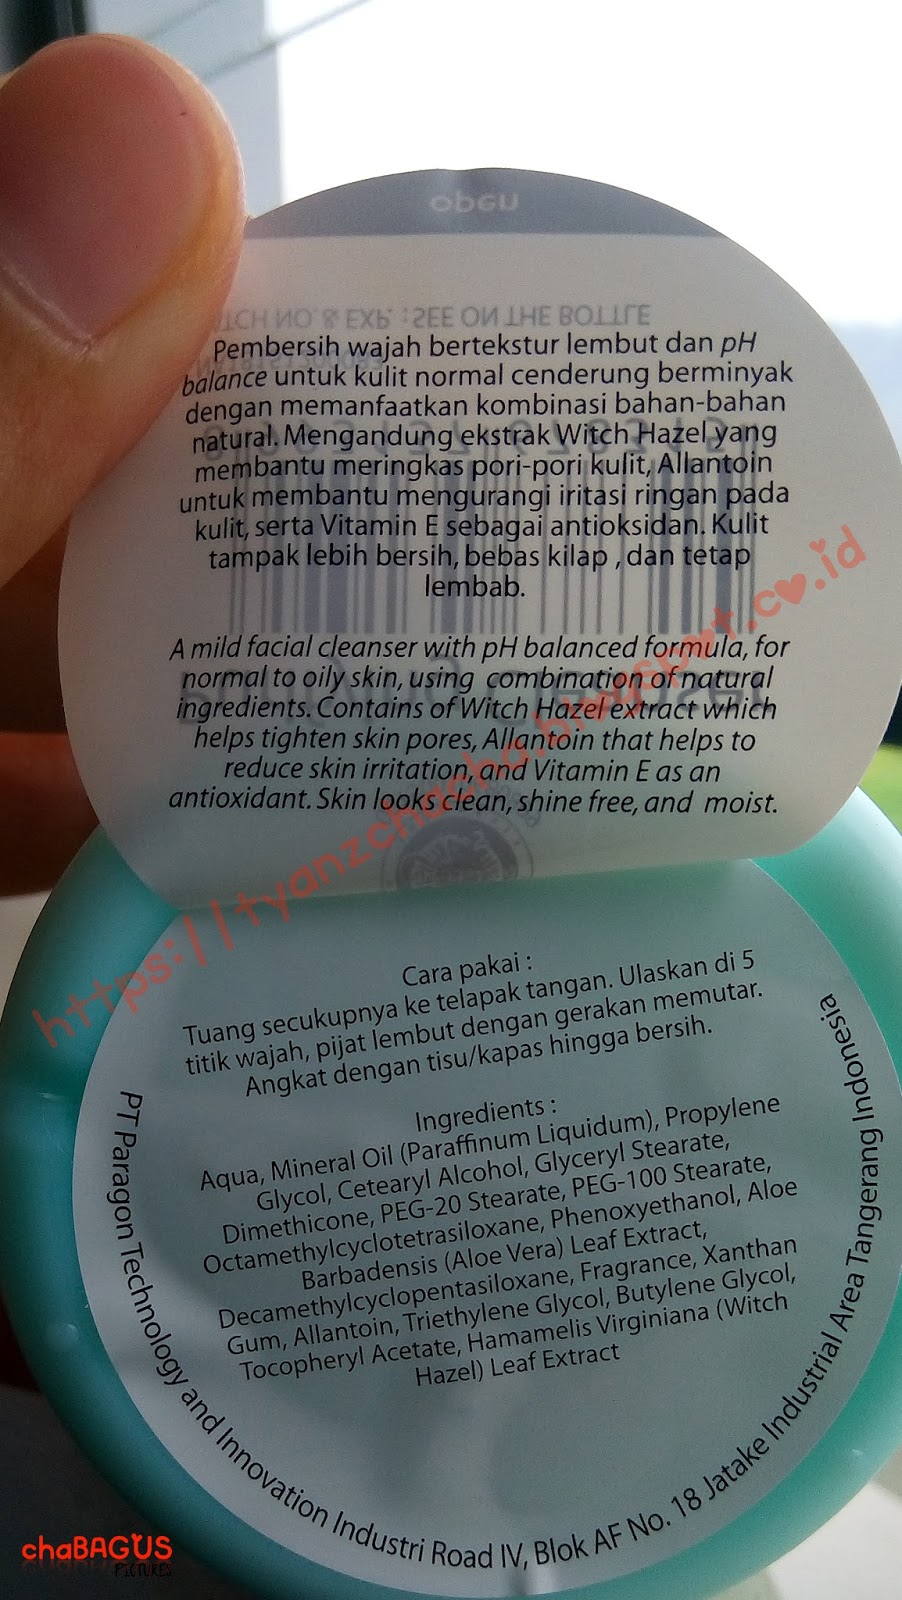 open
TCH NO. & EXP. : SEE ON THE BOTTLE
Pembersih wajah bertekstur lembut dan pH
balance untuk kulit normal cenderung berminyak
dengan memanfaatkan kombinasi bahan-bahan
natural. Mengandung ekstrak Witch Hazel yang
membantu meringkas pori-pori kulit, Allantoin
untuk membantu mengurangi iritasi ringan pada
kulit, serta Vitamin E sebagai antioksidan. Kulit
tampak lebih bersih, bebas kilap , dan tetap
lembab.
A mild facial cleanser with pH balanced formula, for
normal to oily skin, using combination of natural
ingredients. Contains of Witch Hazel extract which
helps tighten skin pores, Allantoin that helps to
reduce skin irritation, and Vitamin E as an
antioxidant. Skin looks clean, shine free, and moist.
Purifying Cleanser
https://tyanzchacha.blogspot.co.id
Cara pakai :
Tuang secukupnya ke telapak tangan. Ulaskan di 5
titik wajah, pijat lembut dengan gerakan memutar.
Angkat dengan tisu/kapas hingga bersih.
Ingredients :
Aqua, Mineral Oil (Paraffinum Liquidum), Propylene
Glycol, Cetearyl Alcohol, Glyceryl Stearate,
Dimethicone, PEG-20 Stearate, PEG-100 Stearate,
Octamethylcyclotetrasiloxane, Phenoxyethanol, Aloe
Barbadensis (Aloe Vera) Leaf Extract,
Decamethylcyclopentasiloxane, Fragrance, Xanthan
Gum, Allantoin, Triethylene Glycol, Butylene Glycol,
Tocopheryl Acetate, Hamamelis Virginiana (Witch
Hazel) Leaf Extract
PT Paragon Technology and Innovation Industri Road IV, Blok AF No. 18 Jatake Industrial Area Tangerang Indonesia
chaBAGUS
PICTURES